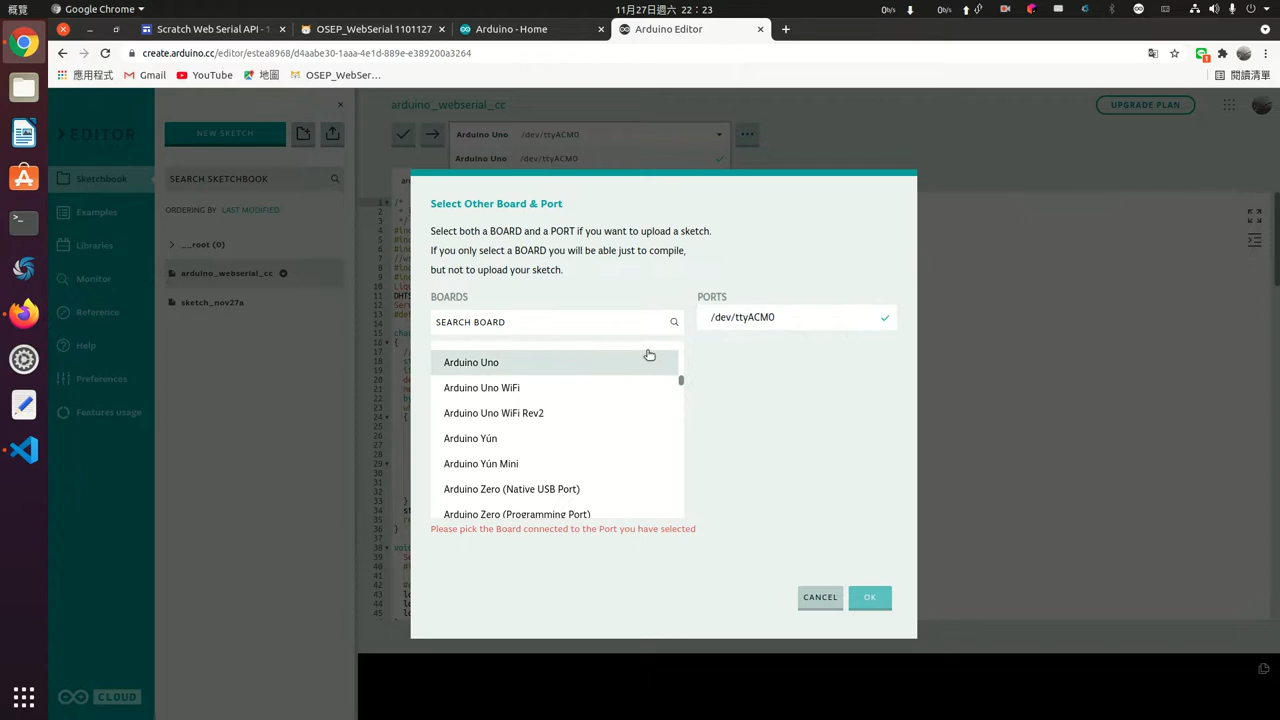 概覽
Google Chrome
11月27日週六 22：23
0b/s
0b/s
Scratch Web Serial API - 1
OSEP_WebSerial 1101127
Arduino - Home
Arduino Editor
create.arduino.cc/editor/estea8968/d4aabe30-1aaa-4e1d-889e-e389200a3264
應用程式
Gmail
YouTube
地圖
OSEP_WebSer…
閱讀清單
EDITOR
NEW SKETCH
arduino_webserial_cc
UPGRADE PLAN
Arduino Uno /dev/ttyACM0
Arduino Uno /dev/ttyACM0
Sketchbook
Examples
Libraries
Monitor
Reference
Help
Preferences
Features usage
CLOUD
SEARCH SKETCHBOOK
ORDERING BY LAST MODIFIED
__root (0)
arduino_webserial_cc
sketch_nov27a
Select Other Board & Port
Select both a BOARD and a PORT if you want to upload a sketch.
If you only select a BOARD you will be able just to compile,
but not to upload your sketch.
BOARDS
PORTS
SEARCH BOARD
/dev/ttyACM0
Arduino Uno
Arduino Uno WiFi
Arduino Uno WiFi Rev2
Arduino Yún
Arduino Yún Mini
Arduino Zero (Native USB Port)
Arduino Zero (Programming Port)
Please pick the Board connected to the Port you have selected
CANCEL
OK